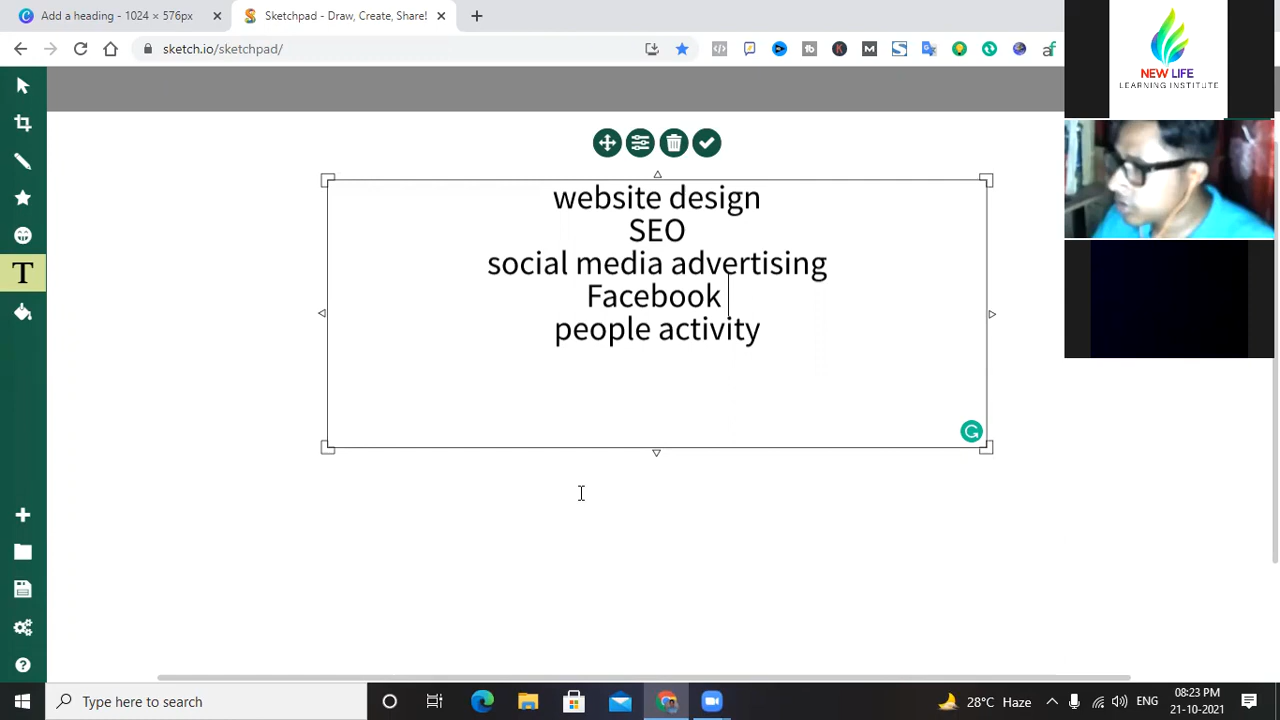 Add a heading - 1024 × 576px
Sketchpad - Draw, Create, Share!
sketch.io/sketchpad/
NEW LIFE
LEARNING INSTITUTE
website design
SEO
social media advertising
Facebook
people activity
T
Type here to search
28°C Haze
ENG
08:23 PM
21-10-2021